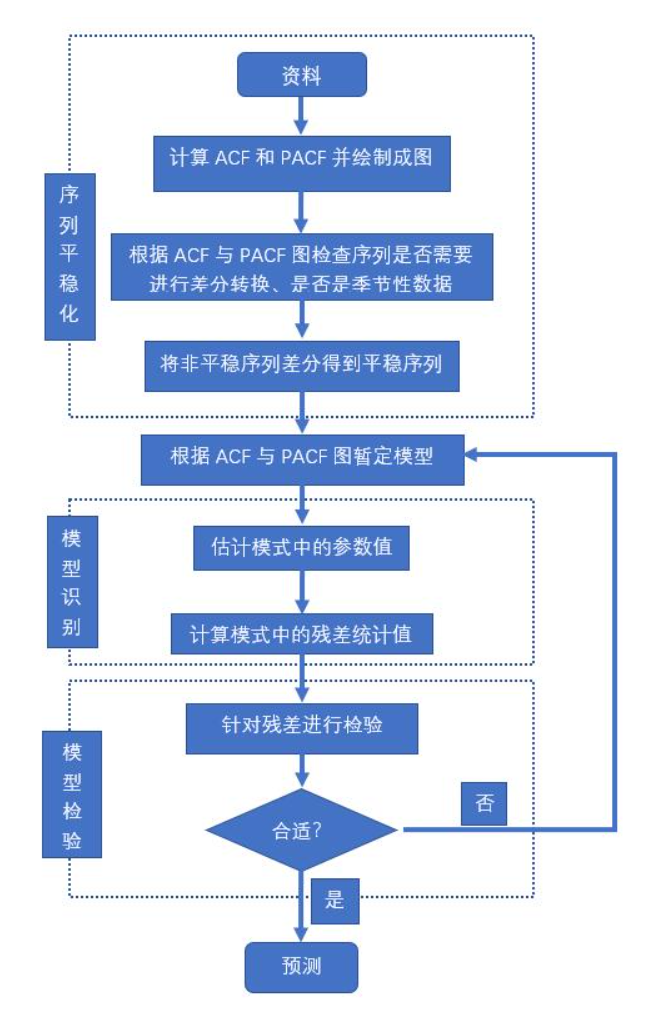 资料
计算 ACF 和 PACF 并绘制成图
序列平稳化
根据 ACF 与 PACF 图检查序列是否需要
进行差分转换、是否是季节性数据
将非平稳序列差分得到平稳序列
根据 ACF 与 PACF 图暂定模型
模型识别
估计模式中的参数值
计算模式中的残差统计值
针对残差进行检验
模型检验
合适?
否
是
预测